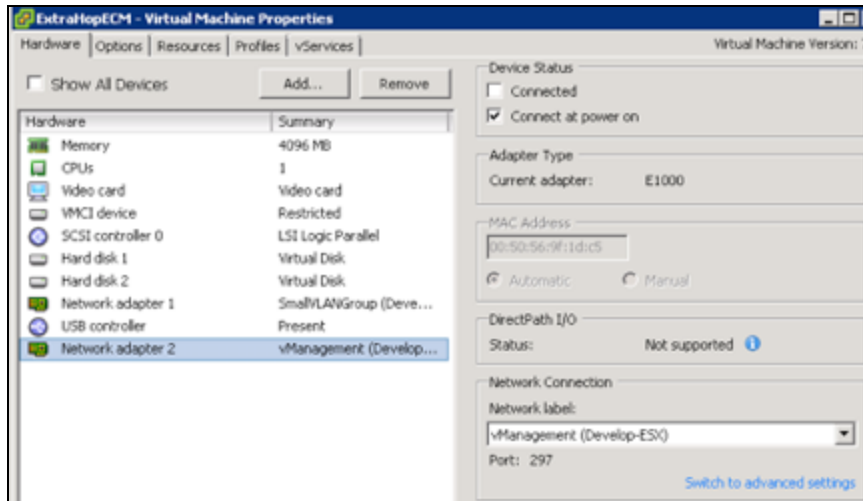 ExtraHopECM - Virtual Machine Properties
Hardware Options Resources Profiles vServices
Virtual Machine Version:
Show All Devices Add... Remove
Hardware Summary
Memory 4096 MB
CPUs 1
Video card Video card
VMCI device Restricted
SCSI controller 0 LSI Logic Parallel
Hard disk 1 Virtual Disk
Hard disk 2 Virtual Disk
Network adapter 1 SmallVLANGroup (Deve...
USB controller Present
Network adapter 2 vManagement (Develop...
Device Status
Connected
Connect at power on
Adapter Type
Current adapter: E1000
MAC Address
00:50:56:9f:1d:c5
Automatic Manual
DirectPath I/O
Status: Not supported
Network Connection
Network label:
vManagement (Develop-ESX)
Port: 297
Switch to advanced settings